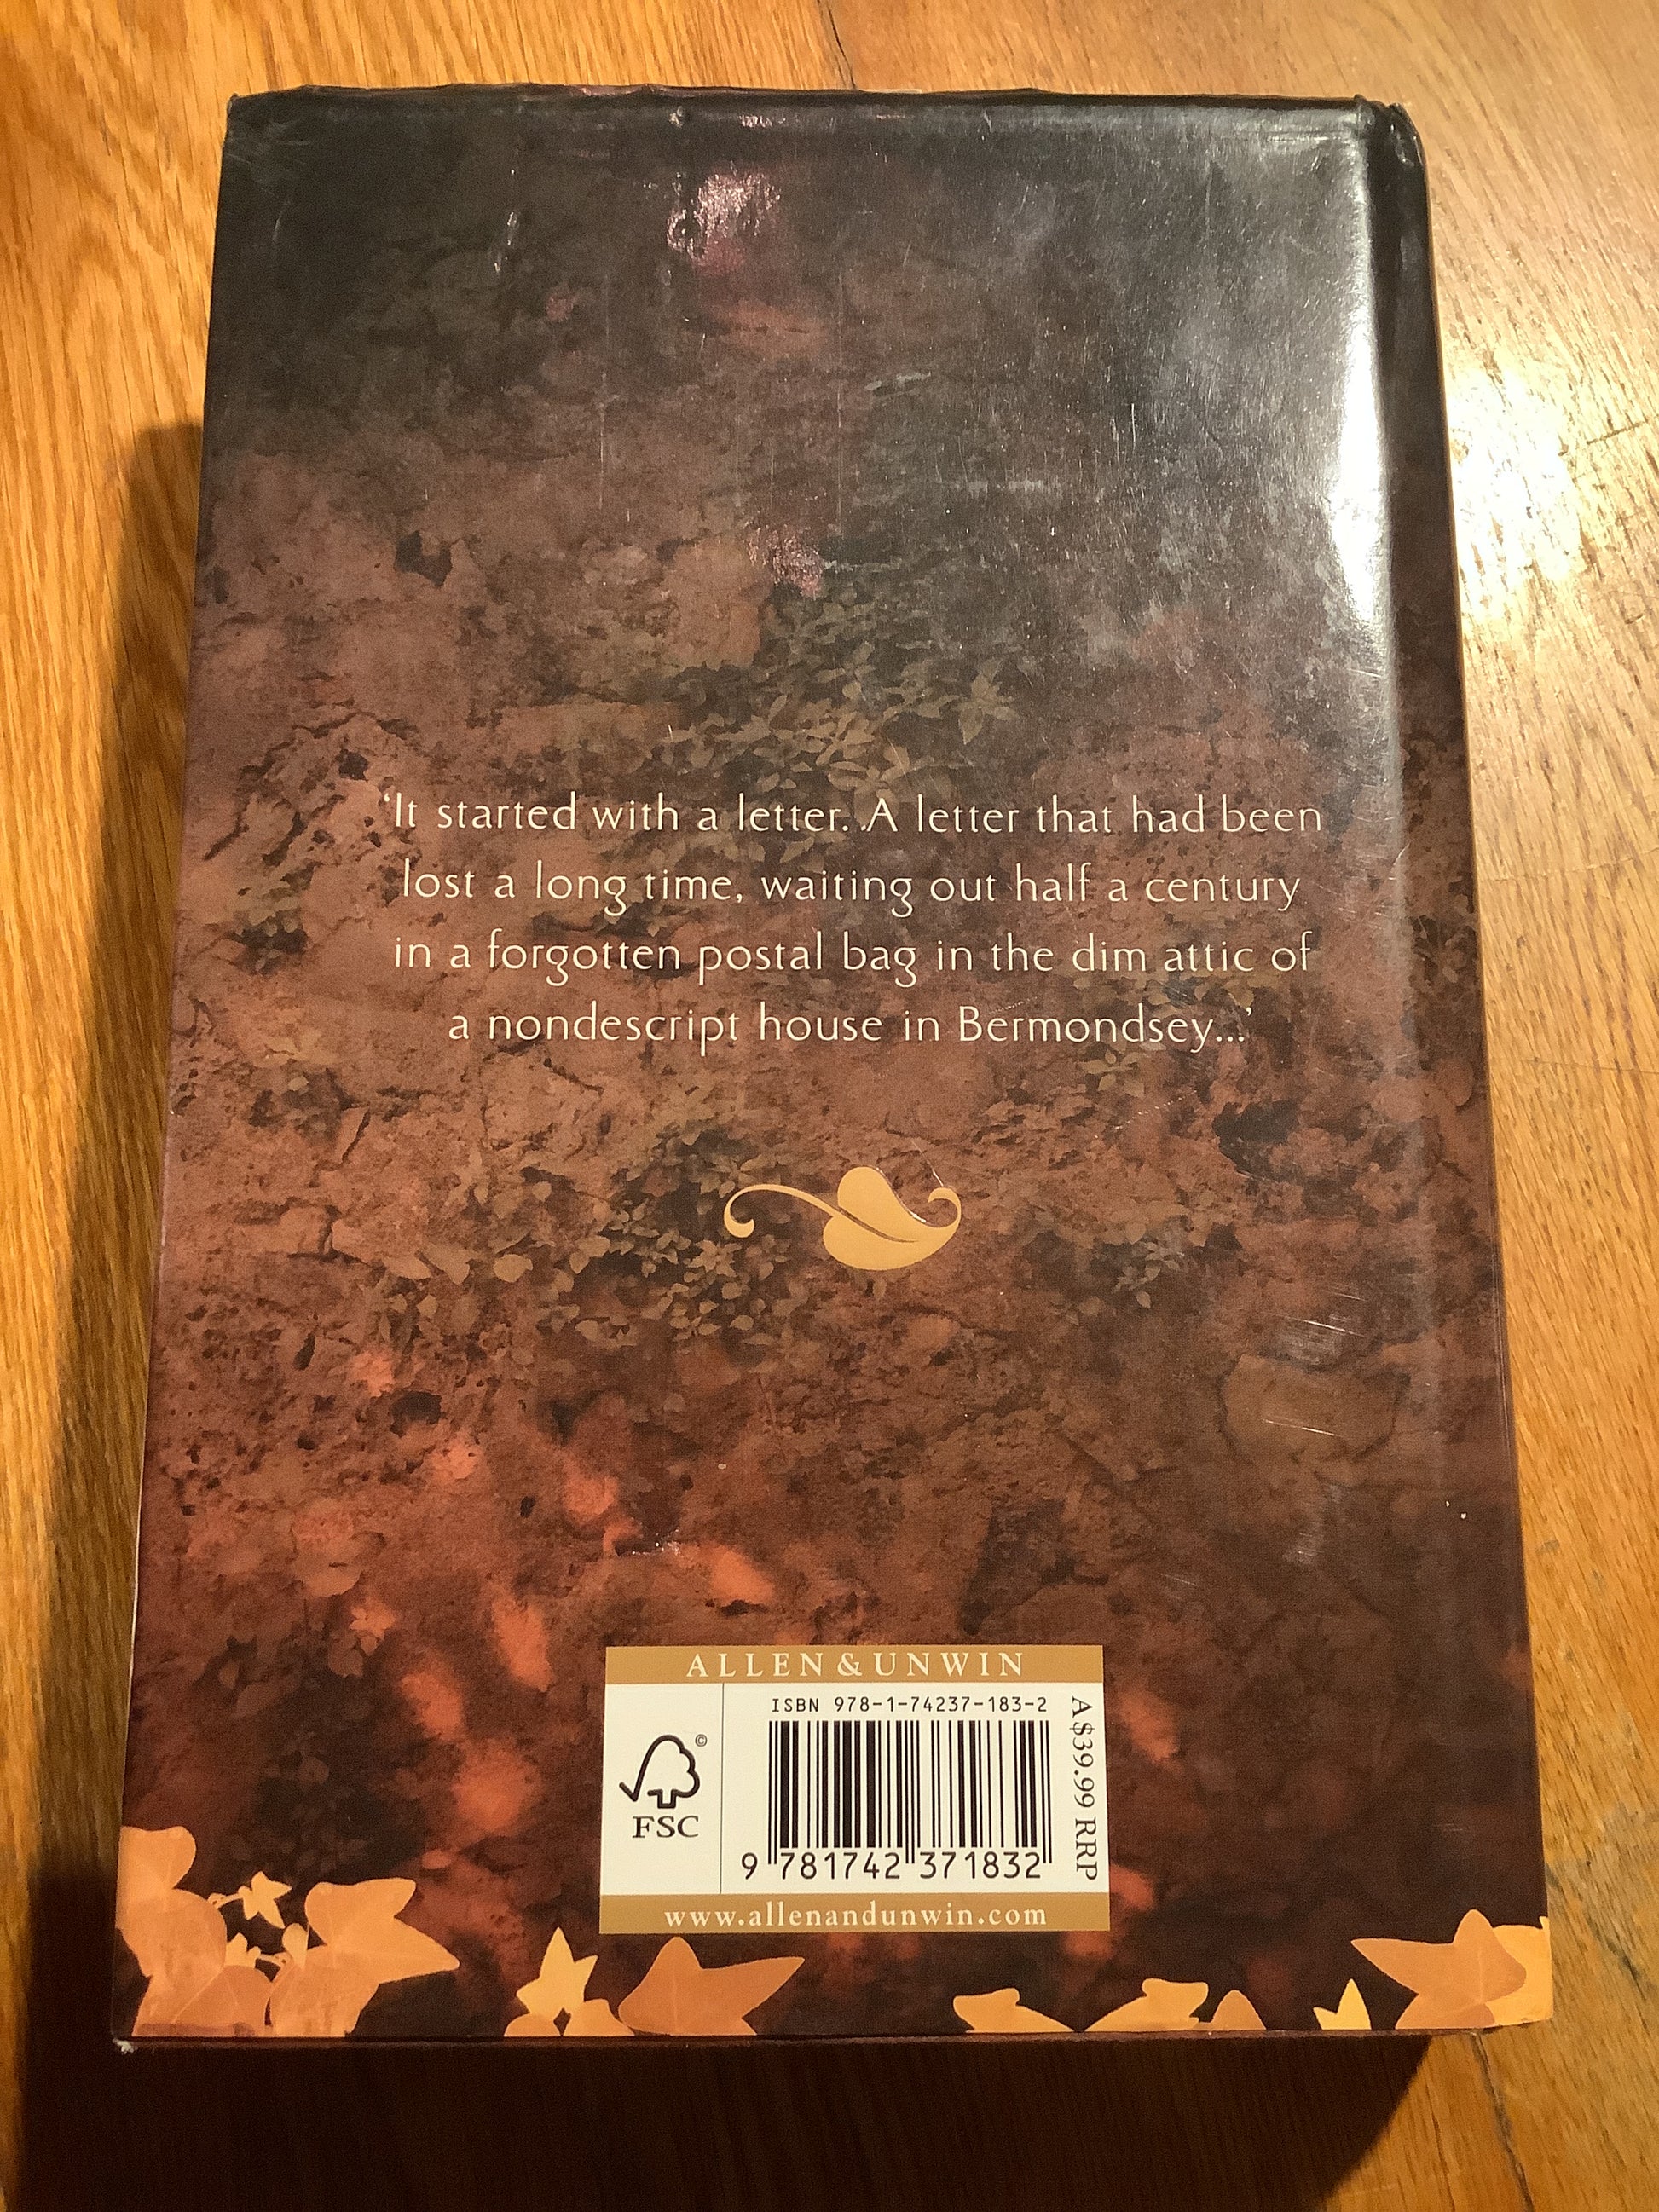 ‘It started with a letter. A letter that had been
lost a long time, waiting out half a century
in a forgotten postal bag in the dim attic of
a nondescript house in Bermondsey...’
ALLEN & UNWIN
ISBN 978-1-74237-183-2
A$39.99 RRP
©
FSC
9 781742 371832
www.allenandunwin.com